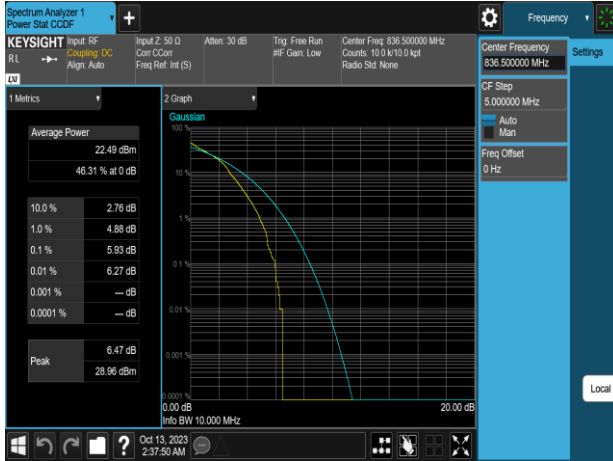 Spectrum Analyzer 1
Power Stat CCDF
+
Frequency
KEYSIGHT
RL
LXI
Input: RF
Coupling: DC
Align: Auto
Input Z: 50 Ω
Corr CCorr
Freq Ref: Int (S)
Atten: 30 dB
Trig: Free Run
#IF Gain: Low
Center Freq: 836.500000 MHz
Counts: 10.0 k/10.0 kpt
Radio Std: None
Center Frequency
836.500000 MHz
Settings
CF Step
5.000000 MHz
Auto
Man
Freq Offset
0 Hz
1 Metrics
Average Power
22.49 dBm
46.31 % at 0 dB
10.0 % 2.76 dB
1.0 % 4.88 dB
0.1 % 5.93 dB
0.01 % 6.27 dB
0.001 % --- dB
0.0001 % --- dB
Peak
6.47 dB
28.96 dBm
2 Graph
Gaussian
100 %
10 %
1 %
0.1 %
0.01 %
0.001 %
0.0001 %
0.00 dB
20.00 dB
Info BW 10.000 MHz
Local
?
Oct 13, 2023
2:37:50 AM